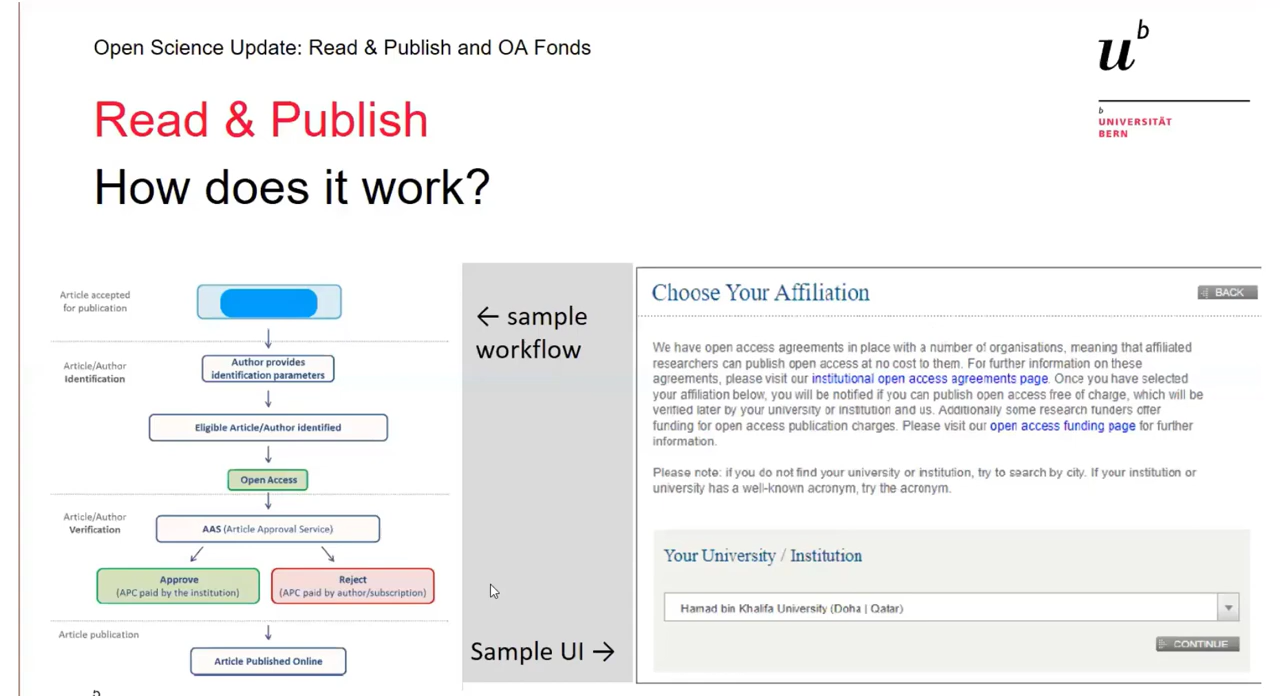 Open Science Update: Read & Publish and OA Fonds
u
b
b
UNIVERSITÄT
BERN
Read & Publish
How does it work?
Article accepted
for publication
Article/Author
Identification
Author provides
identification parameters
Eligible Article/Author identified
Open Access
Article/Author
Verification
AAS (Article Approval Service)
Approve
(APC paid by the institution)
Reject
(APC paid by author/subscription)
Article publication
Article Published Online
← sample
workflow
Sample UI →
Choose Your Affiliation
BACK
We have open access agreements in place with a number of organisations, meaning that affiliated
researchers can publish open access at no cost to them. For further information on these
agreements, please visit our institutional open access agreements page. Once you have selected
your affiliation below, you will be notified if you can publish open access free of charge, which will be
verified later by your university or institution and us. Additionally some research funders offer
funding for open access publication charges. Please visit our open access funding page for further
information.
Please note: if you do not find your university or institution, try to search by city. If your institution or
university has a well-known acronym, try the acronym.
Your University / Institution
Hamad bin Khalifa University (Doha | Qatar)
CONTINUE
b